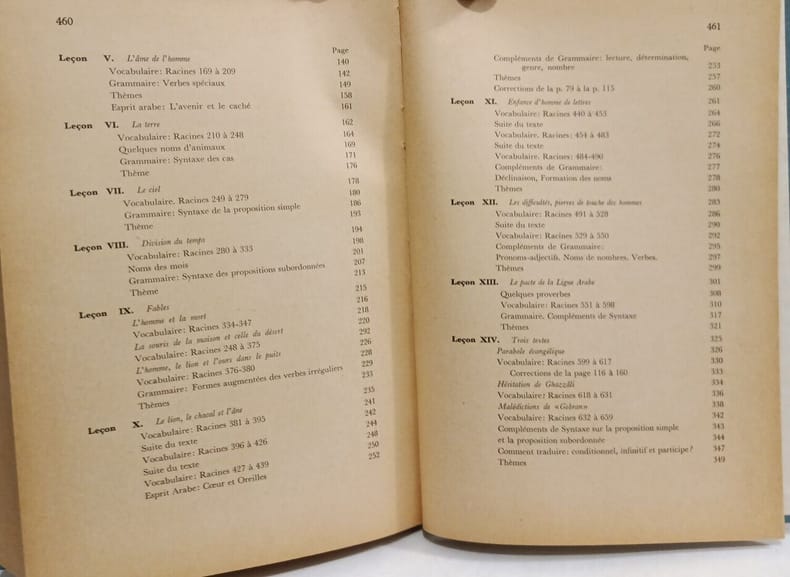 460
Page
Leçon V. L'âme de l'homme 140
Vocabulaire: Racines 169 à 209 142
Grammaire: Verbes spéciaux 149
Thèmes 158
Esprit arabe: L'avenir et le caché 161
Leçon VI. La terre 162
Vocabulaire: Racines 210 à 248 164
Quelques noms d'animaux 169
Grammaire: Syntaxe des cas 171
Thème 176
Leçon VII. Le ciel 178
Vocabulaire. Racines 249 à 279 180
Grammaire: Syntaxe de la proposition simple 186
Thème 193
Leçon VIII. Division du temps 194
Vocabulaire: Racines 280 à 333 198
Noms des mois 201
Grammaire: Syntaxe des propositions subordonnées 207
Thème 213
Leçon IX. Fables 215
L'homme et la mort 216
Vocabulaire: Racines 334-347 218
La souris de la maison et celle du désert 220
Vocabulaire: Racines 248 à 375 292
L'homme, le lion et l'ours dans le puits 226
Vocabulaire: Racines 376-380 228
Grammaire: Formes augmentées des verbes irréguliers 229
Thèmes 233
Leçon X. Le lion, le chacal et l'âne 235
Vocabulaire: Racines 381 à 395 241
Suite du texte 242
Vocabulaire: Racines 396 à 426 244
Suite du texte 248
Vocabulaire: Racines 427 à 439 250
Esprit Arabe: Cœur et Oreilles 252
461
Page
Compléments de Grammaire: lecture, détermination,
genre, nombre 253
Thèmes 257
Corrections de la p. 79 à la p. 115 260
Leçon XI. Enfance d'homme de lettres 261
Vocabulaire: Racines 440 à 453 264
Suite du texte 266
Vocabulaire. Racines: 454 à 483 272
Suite du texte 274
Vocabulaire. Racines: 484-490 276
Compléments de Grammaire: 277
Déclinaison, Formation des noms 278
Thèmes 280
Leçon XII. Les difficultés, pierres de touche des hommes 283
Vocabulaire: Racines 491 à 528 286
Suite du texte 290
Vocabulaire: Racines 529 à 550 292
Compléments de Grammaire: 295
Pronoms-adjectifs. Noms de nombres. Verbes. 297
Thèmes 299
Leçon XIII. Le pacte de la Ligue Arabe 301
Quelques proverbes 308
Vocabulaire: Racines 551 à 598 310
Grammaire. Compléments de Syntaxe 317
Thèmes 321
Leçon XIV. Trois textes 325
Parabole évangélique 326
Vocabulaire: Racines 599 à 617 330
Corrections de la page 116 à 160 333
Hésitation de Ghazzâli 334
Vocabulaire: Racines 618 à 631 336
Malédictions de «Gebran» 338
Vocabulaire: Racines 632 à 659 342
Compléments de Syntaxe sur la proposition simple 343
et la proposition subordonnée 344
Comment traduire: conditionnel, infinitif et participe? 347
Thèmes 349